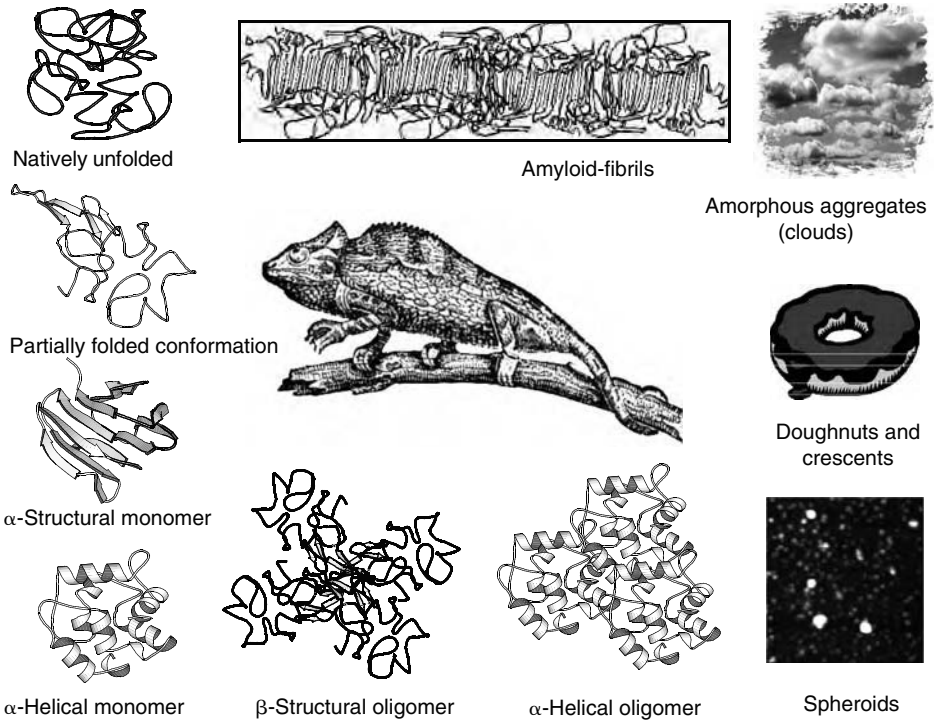 Natively unfolded
Amyloid-fibrils
Amorphous aggregates
(clouds)
Partially folded conformation
Doughnuts and
crescents
α-Structural monomer
α-Helical monomer
β-Structural oligomer
α-Helical oligomer
Spheroids